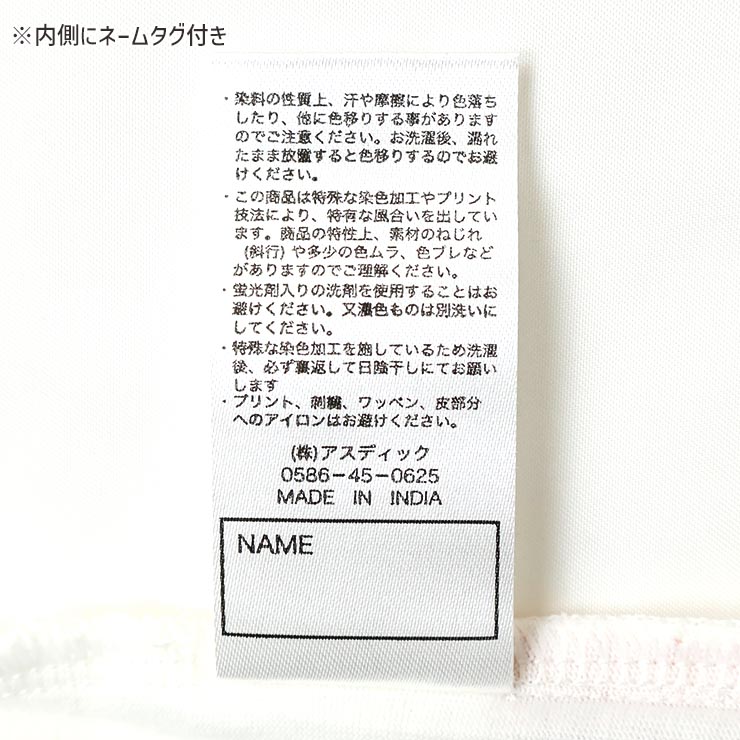 ※内側にネームタグ付き
・染料の性質上、汗や摩擦により色落ち
したり、他に色移りする事があります
のでご注意ください。お洗濯後、濡れ
たまま放置すると色移りするのでお避
けください。
・この商品は特殊な染色加工やプリント
技法により、特有な風合いを出してい
ます。商品の特性上、素材のねじれ
(斜行)や多少の色ムラ、色ブレなど
がありますのでご理解ください。
・蛍光剤入りの洗剤を使用することはお
避けください。又濃色ものは別洗いに
してください。
・特殊な染色加工を施しているため洗濯
後、必ず裏返して日陰干しにてお願い
します
・プリント、刺繍、ワッペン、皮部分
へのアイロンはお避けください。
(株)アスディック
0586-45-0625
MADE IN INDIA
NAME